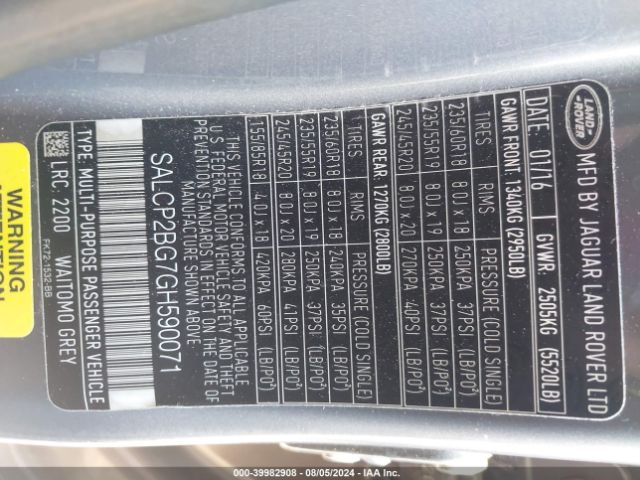 LAND
ROVER
MFD BY JAGUAR LAND ROVER LTD
DATE: 01/16 GVWR. 2505KG (5520LB)
GAWR FRONT: 1340KG (2950LB)
TIRES RIMS PRESSURE (COLD SINGLE)
235/60R18 8.0J x 18
235/55R19 8.0J x 19 250KPA 37PSI (LB/PO²)
245/45R20 8.0J x 20 270KPA 40PSI (LB/PO²)
GAWR REAR: 1270KG (2800LB)
TIRES RIMS PRESSURE (COLD SINGLE)
235/60R18 8.0J x 18 240KPA 35PSI (LB/PO²)
235/55R19 8.0J x 19 250KPA 37PSI (LB/PO²)
245/45R20 8.0J x 20 280KPA 41PSI (LB/PO²)
155/85R18 4.0J x 18 420KPA 60PSI (LB/PO²)
THIS VEHICLE CONFORMS TO ALL APPLICABLE
U S FEDERAL MOTOR VEHICLE SAFETY AND THEFT
PREVENTION STANDARDS IN EFFECT ON THE DATE OF
MANUFACTURE SHOWN ABOVE
SALCP2BG7GH590071
TYPE: MULTI-PURPOSE PASSENGER VEHICLE
LRC: 2200 WAITOMO GREY
FK72-1532-BB
WARNING
000-39982908 - 08/05/2024 - IAA Inc.